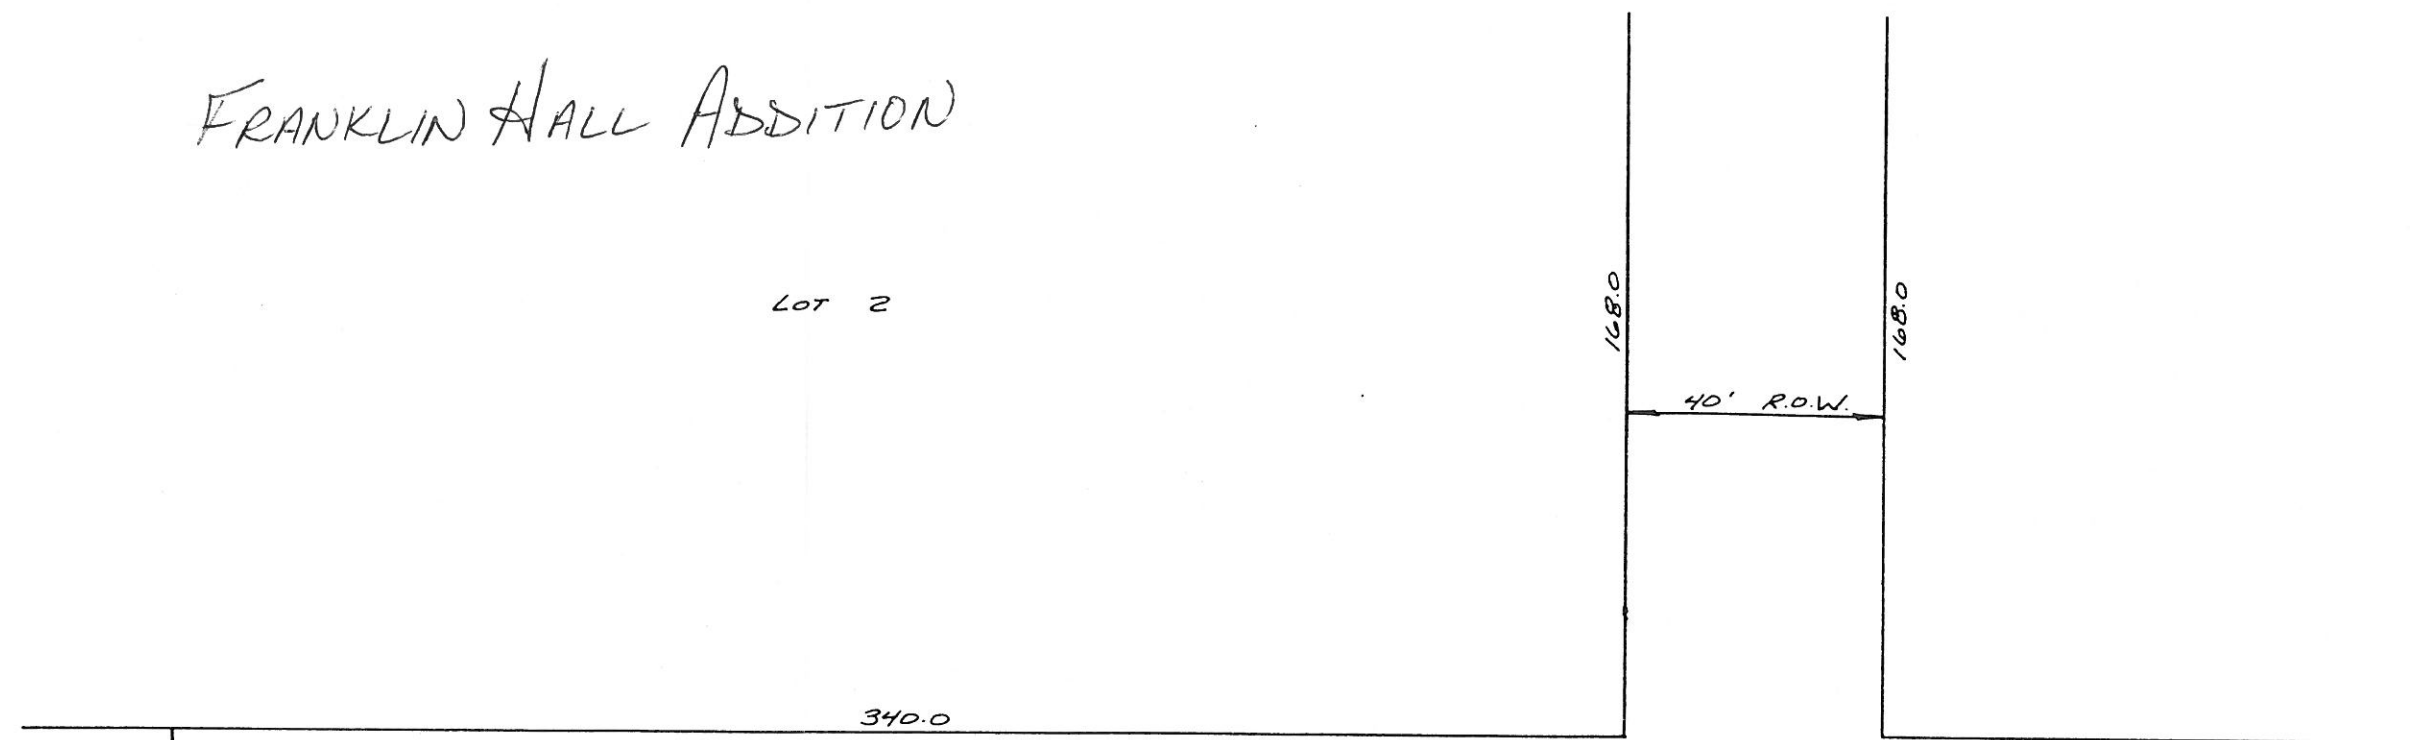 FRANKLIN HALL ADDITION
LOT 2
168.0
168.0
40' R.O.W.
340.0